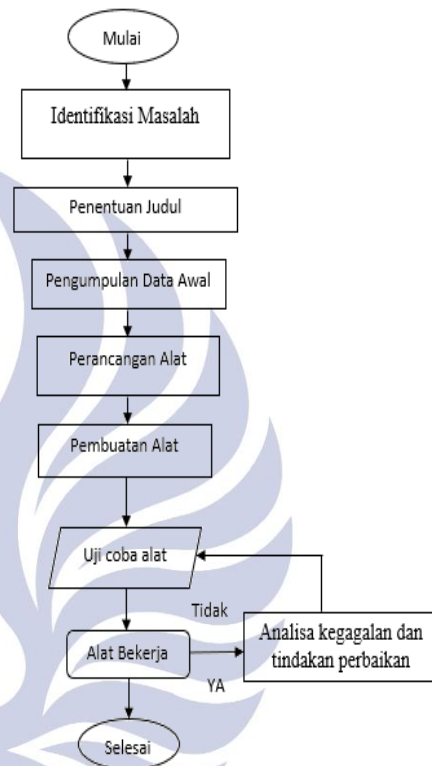 Mulai
Identifikasi Masalah
Penentuan Judul
Pengumpulan Data Awal
Perancangan Alat
Pembuatan Alat
Uji coba alat
Tidak
Analisa kegagalan dan
tindakan perbaikan
Alat Bekerja
YA
Selesai